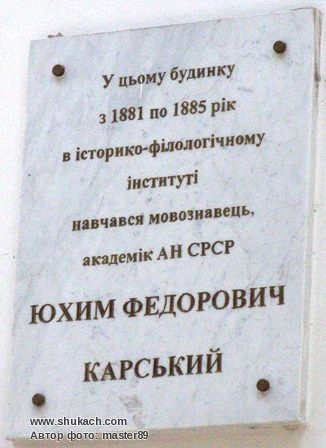 У цьому будинку
з 1881 по 1885 рік
в історико-філологічному
інституті
навчався мовознавець,
академік АН СРСР
ЮХИМ ФЕДОРОВИЧ
КАРСЬКИЙ
www.shukach.com
Автор фото: master89